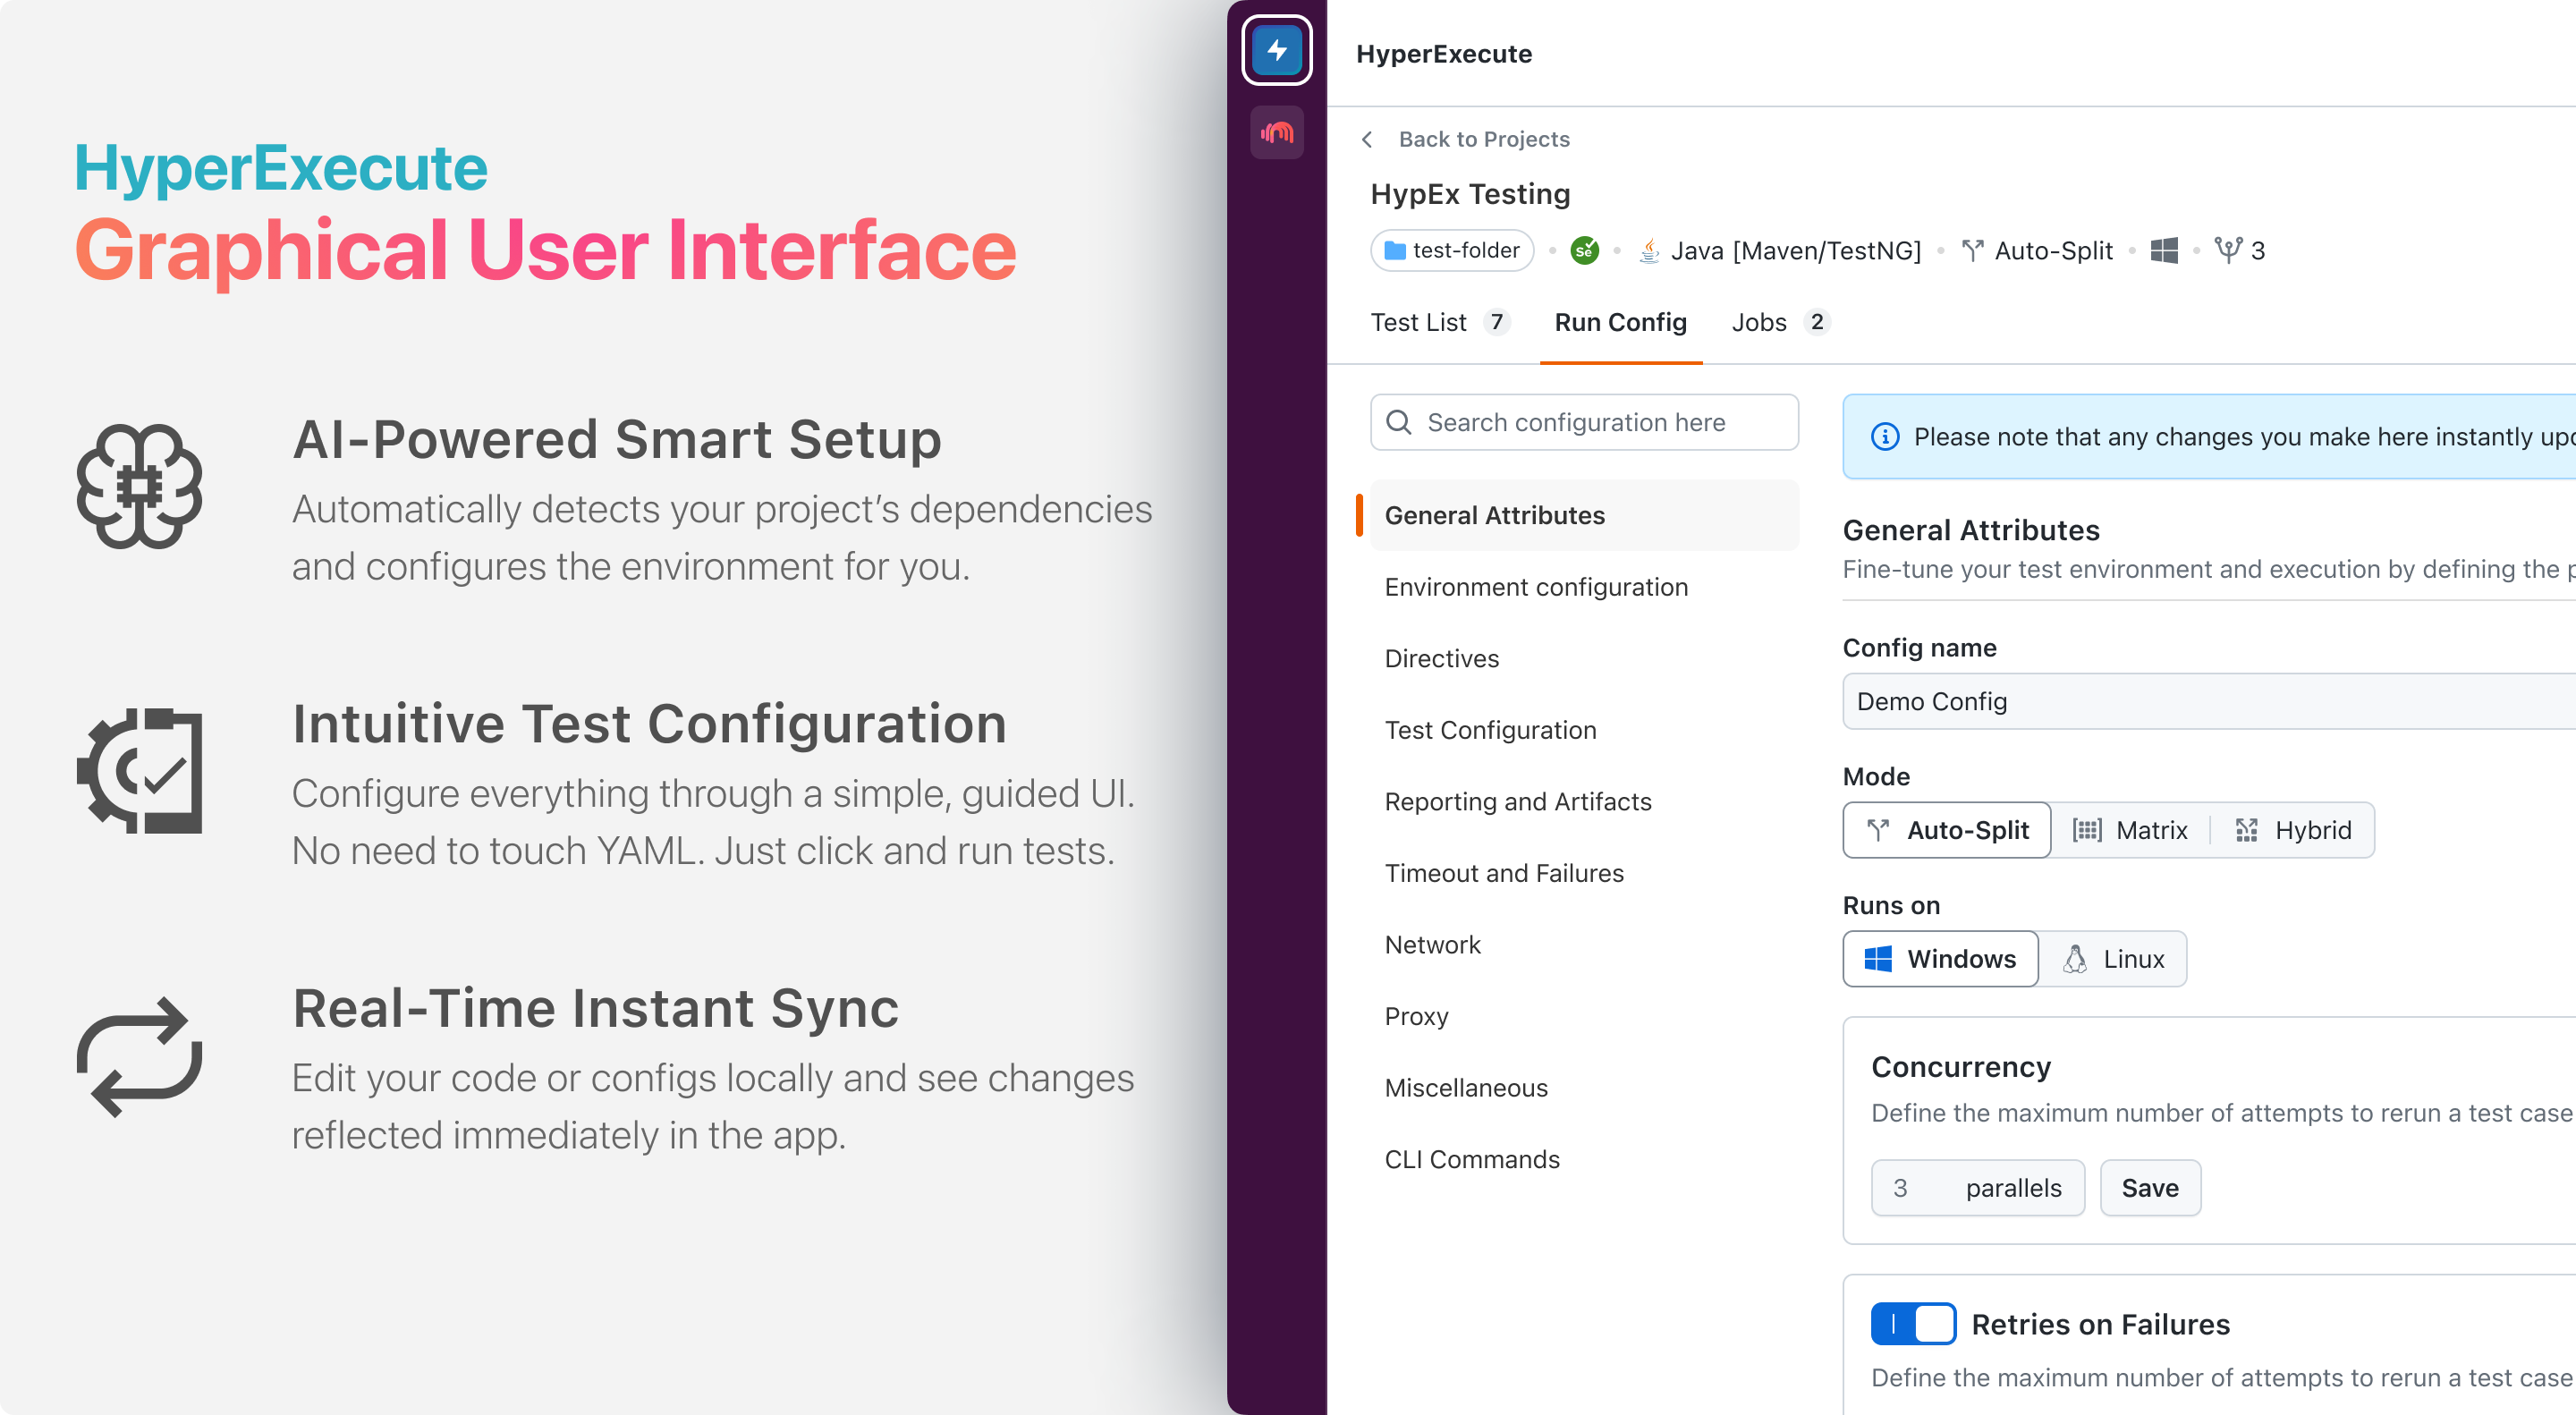 HyperExecute
Graphical User Interface
AI-Powered Smart Setup
Automatically detects your project’s dependencies
and configures the environment for you.
Intuitive Test Configuration
Configure everything through a simple, guided UI.
No need to touch YAML. Just click and run tests.
Real-Time Instant Sync
Edit your code or configs locally and see changes
reflected immediately in the app.
HyperExecute
Back to Projects
HypEx Testing
test-folder • Se • Java [Maven/TestNG] • Auto-Split • • 3
Test List 7 Run Config Jobs 2
Search configuration here
General Attributes
Environment configuration
Directives
Test Configuration
Reporting and Artifacts
Timeout and Failures
Network
Proxy
Miscellaneous
CLI Commands
Please note that any changes you make here instantly
General Attributes
Fine-tune your test environment and execution by defining the
Config name
Demo Config
Mode
Auto-Split Matrix Hybrid
Runs on
Windows Linux
Concurrency
Define the maximum number of attempts to rerun a test case
3 parallels Save
Retries on Failures
Define the maximum number of attempts to rerun a test case